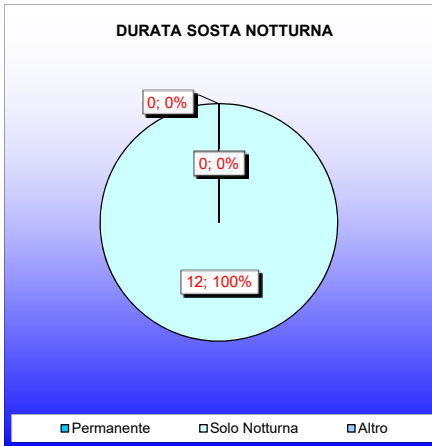 DURATA SOSTA NOTTURNA
0; 0%
0; 0%
12; 100%
Permanente Solo Notturna Altro